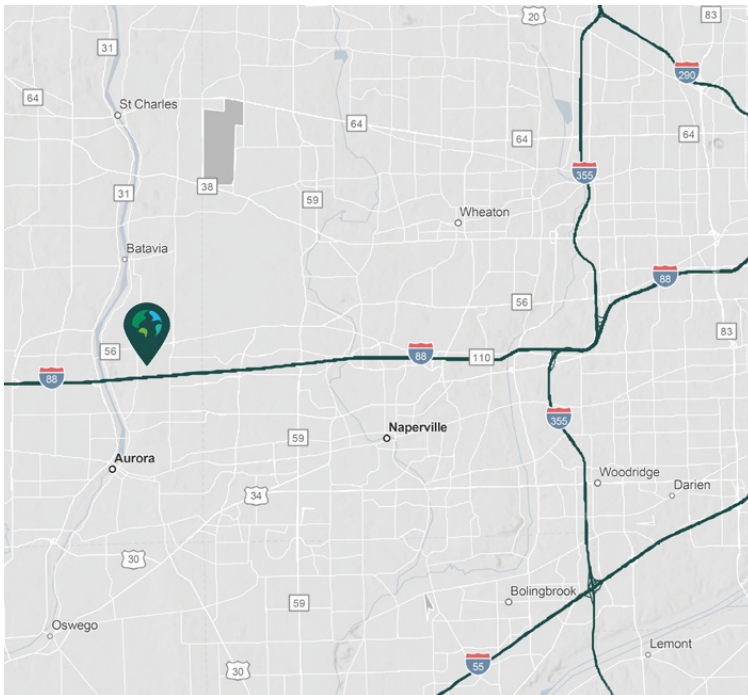 20
83
31
290
64
St Charles
64
64
64
355
31
38
59
Wheaton
Batavia
88
56
83
56
88
110
88
355
Naperville
59
Aurora
Woodridge
34
Darien
30
59
Bolingbrook
Oswego
Lemont
55
30